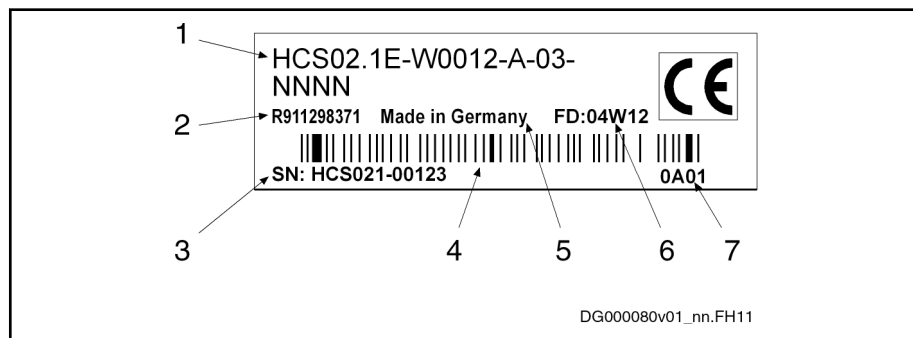 1
HCS02.1E-W0012-A-03-
NNNN
CE
2
R911298371 Made in Germany FD:04W12
SN: HCS021-00123 0A01
3 4 5 6 7
DG000080v01_nn.FH11